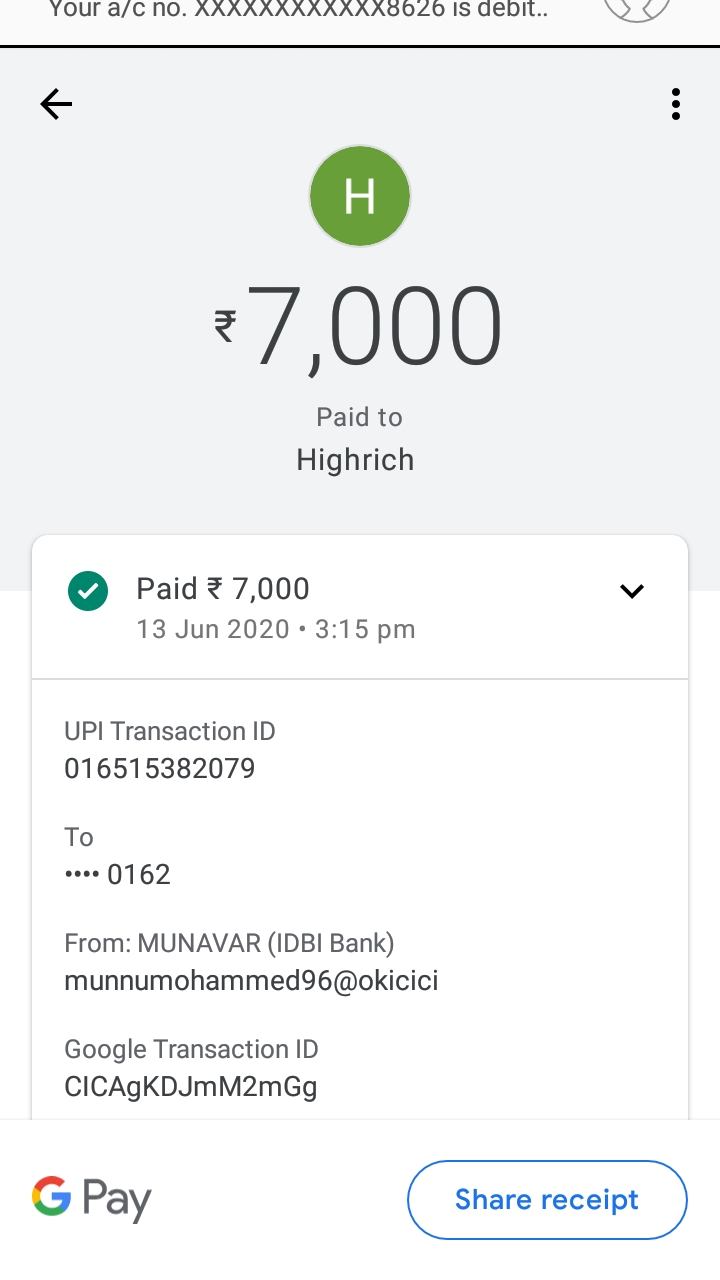 Your a/c no. XXXXXXXXXXXX8626 is debit..
H
₹7,000
Paid to
Highrich
Paid ₹ 7,000
13 Jun 2020 • 3:15 pm
UPI Transaction ID
016515382079
To
•••• 0162
From: MUNAVAR (IDBI Bank)
munnumohammed96@okicici
Google Transaction ID
CICAgKDJmM2mGg
G Pay
Share receipt